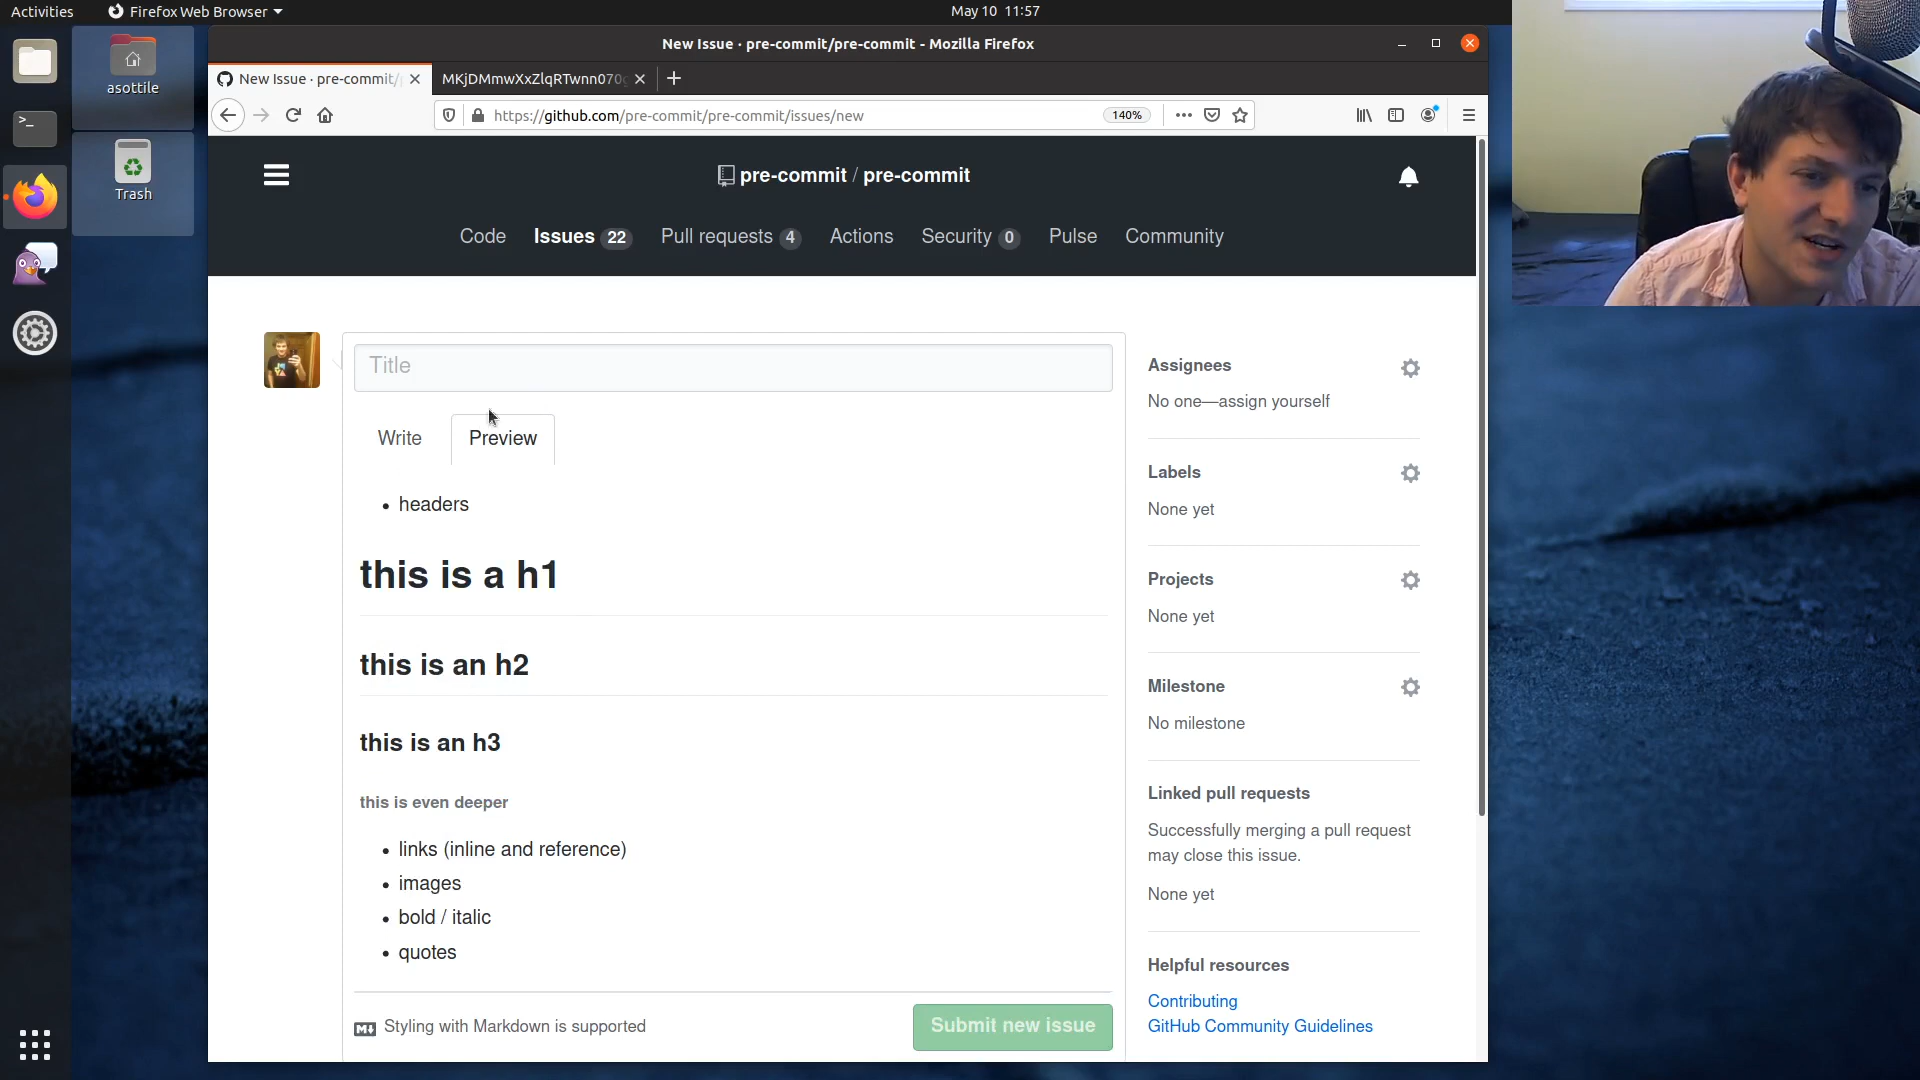 Activities
Firefox Web Browser
May 10 11:57
asottile
Trash
New Issue · pre-commit/pre-commit - Mozilla Firefox
New Issue · pre-commit/
MKjDMmwXxZlqRTwnn070
https://github.com/pre-commit/pre-commit/issues/new
140%
pre-commit / pre-commit
Code
Issues 22
Pull requests 4
Actions
Security 0
Pulse
Community
Title
Write
Preview
• headers
this is a h1
this is an h2
this is an h3
this is even deeper
• links (inline and reference)
• images
• bold / italic
• quotes
Styling with Markdown is supported
Submit new issue
Assignees
No one—assign yourself
Labels
None yet
Projects
None yet
Milestone
No milestone
Linked pull requests
Successfully merging a pull request
may close this issue.
None yet
Helpful resources
Contributing
GitHub Community Guidelines